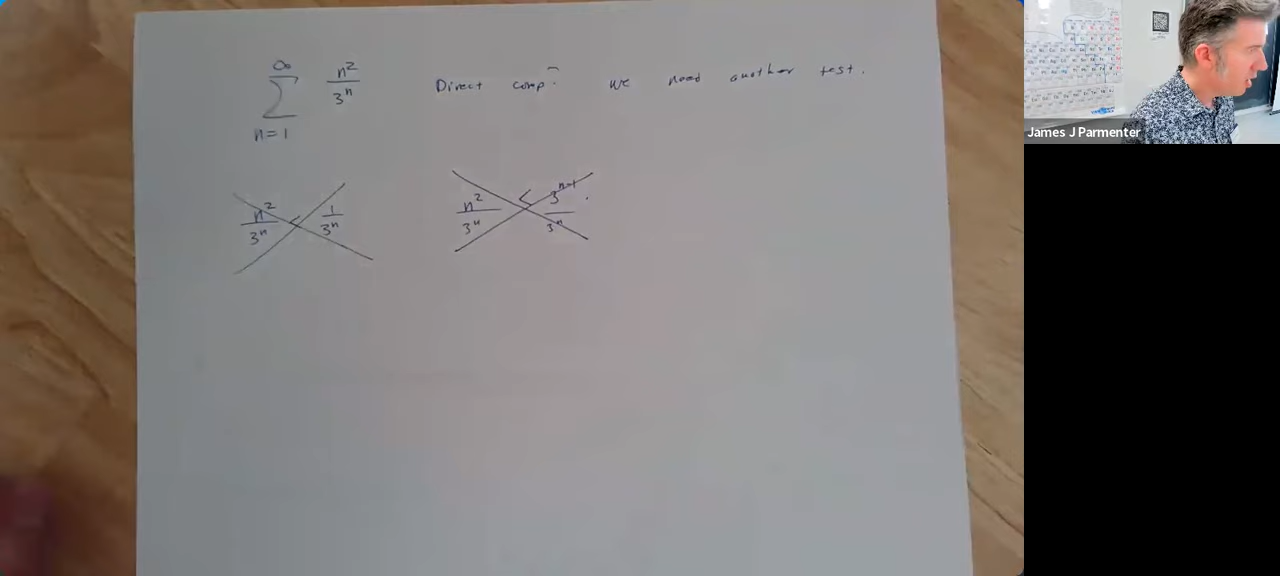 ∞
∑ n²/3ⁿ Direct comp. we need another test.
n=1
n²/3ⁿ < 1/3ⁿ n²/3ⁿ < 3ⁿ⁻¹/3ⁿ
James J Parmenter